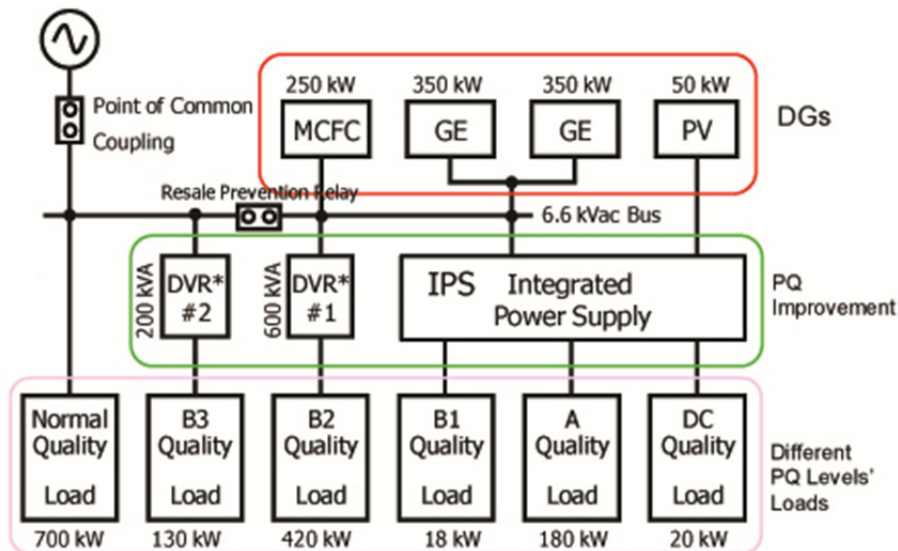 250 kW
350 kW
350 kW
50 kW
MCFC
GE
GE
PV
DGs
Point of Common
Coupling
Resale Prevention Relay
6.6 kVac Bus
200 kVA
DVR*
#2
600 kVA
DVR*
#1
IPS Integrated
Power Supply
PQ
Improvement
Normal
Quality
Load
700 kW
B3
Quality
Load
130 kW
B2
Quality
Load
420 kW
B1
Quality
Load
18 kW
A
Quality
Load
180 kW
DC
Quality
Load
20 kW
Different
PQ Levels'
Loads